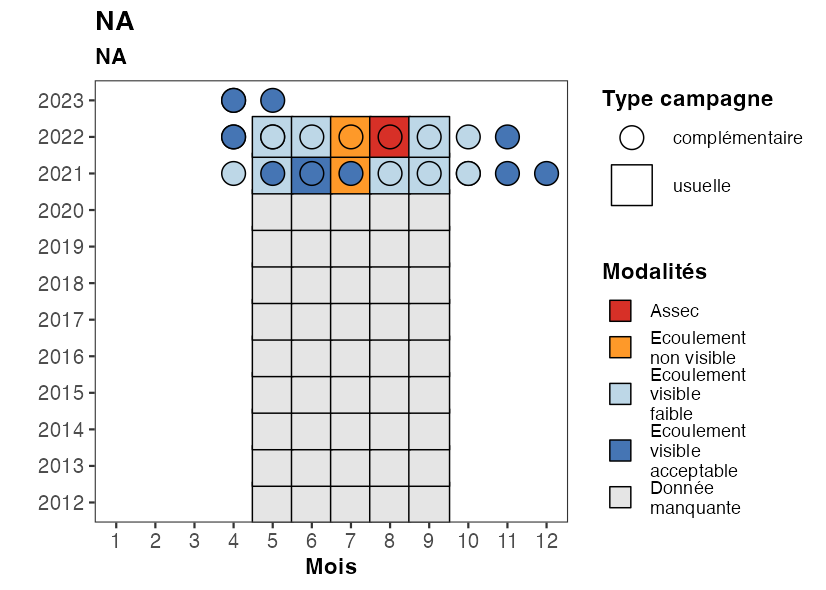 NA
NA
2023
2022
2021
2020
2019
2018
2017
2016
2015
2014
2013
2012
1 2 3 4 5 6 7 8 9 10 11 12
Mois
Type campagne
complémentaire
usuelle
Modalités
Assec
Ecoulement
non visible
Ecoulement
visible
faible
Ecoulement
visible
acceptable
Donnée
manquante